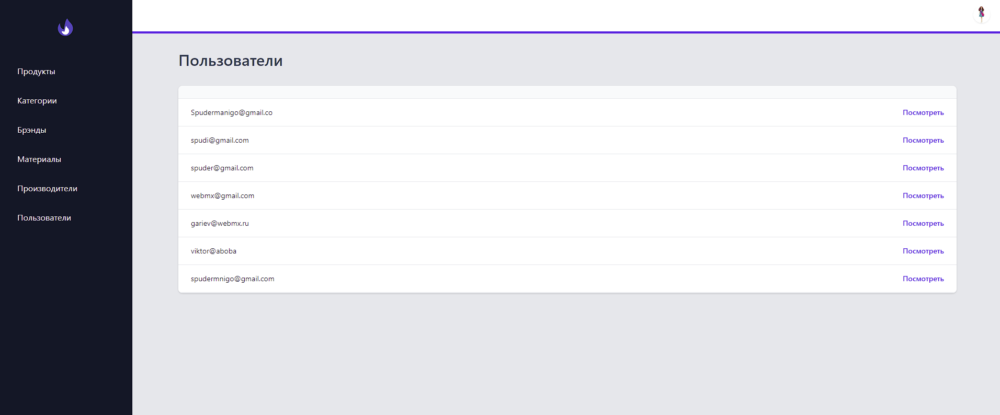 Продукты
Категории
Брэнды
Материалы
Производители
Пользователи
Пользователи
Spudermanigo@gmail.co Посмотреть
spudi@gmail.com Посмотреть
spuder@gmail.com Посмотреть
webmx@gmail.com Посмотреть
gariev@webmx.ru Посмотреть
viktor@aboba Посмотреть
spudermnigo@gmail.com Посмотреть